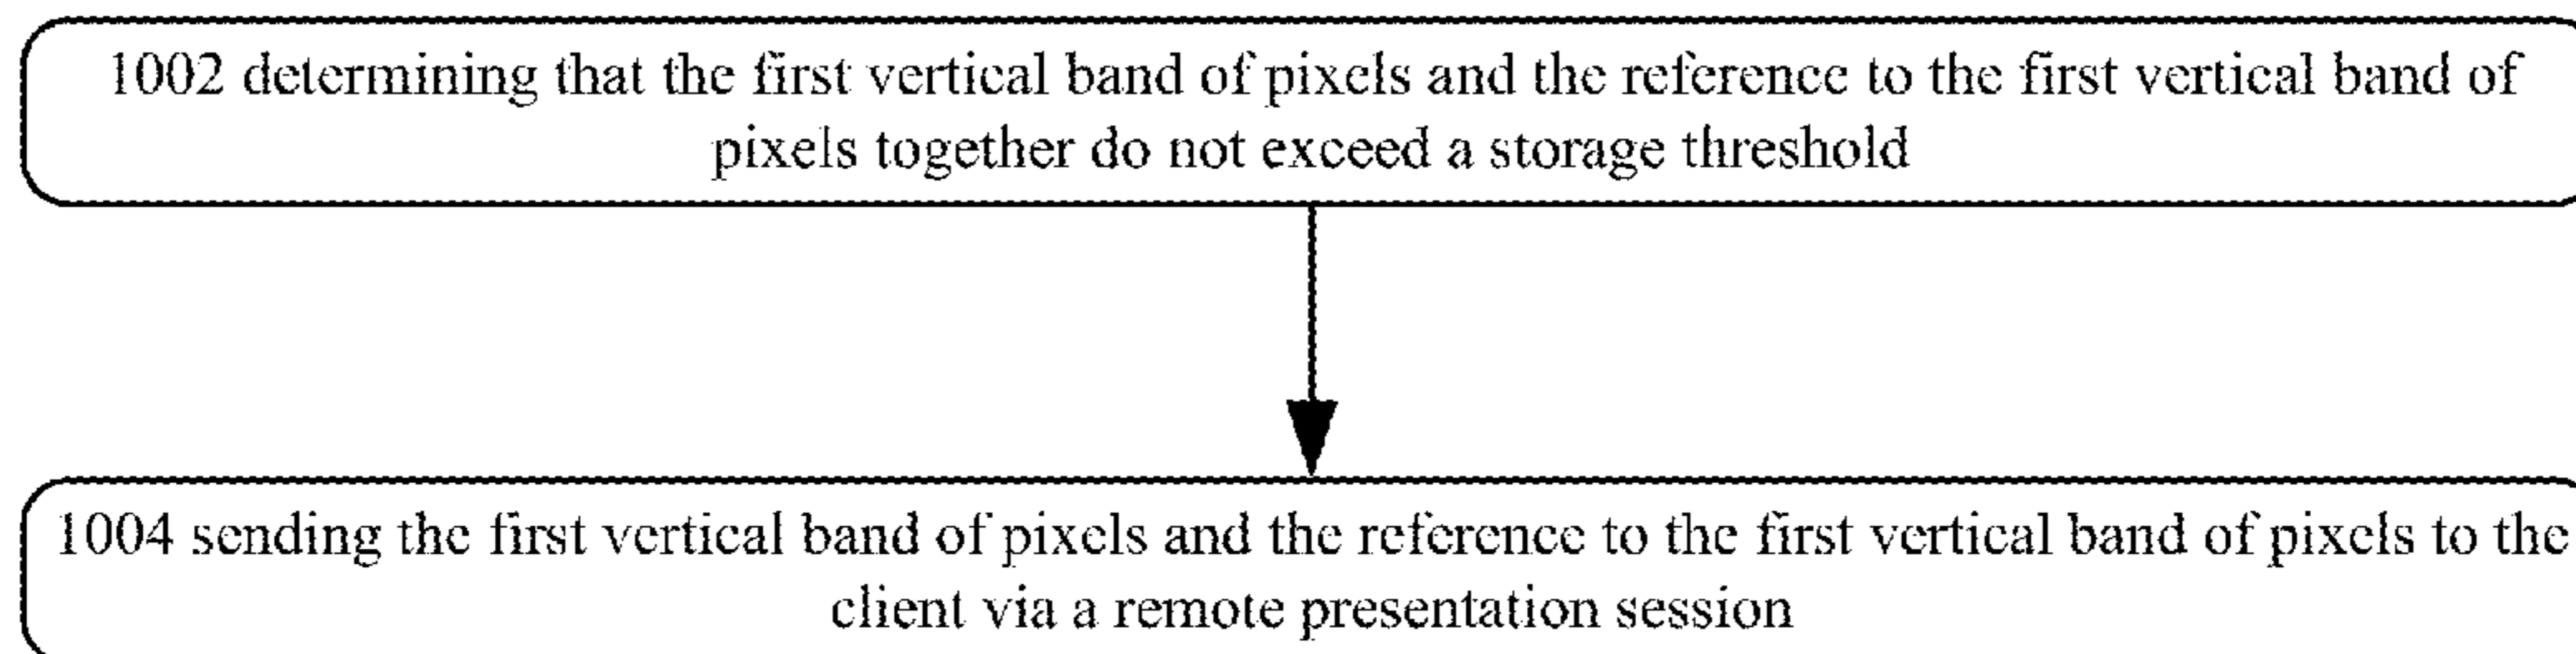 1002 determining that the first vertical band of pixels and the reference to the first vertical band of
pixels together do not exceed a storage threshold
1004 sending the first vertical band of pixels and the reference to the first vertical band of pixels to the
client via a remote presentation session